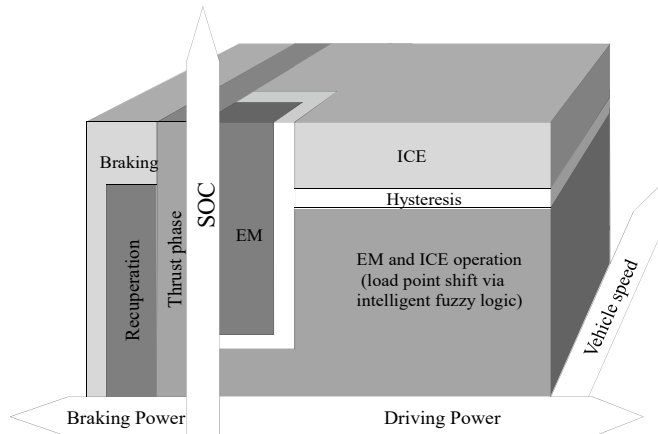 Braking
ICE
Hysteresis
SOC
EM
Thrust phase
Recuperation
EM and ICE operation
(load point shift via
intelligent fuzzy logic)
Vehicle speed
Braking Power
Driving Power